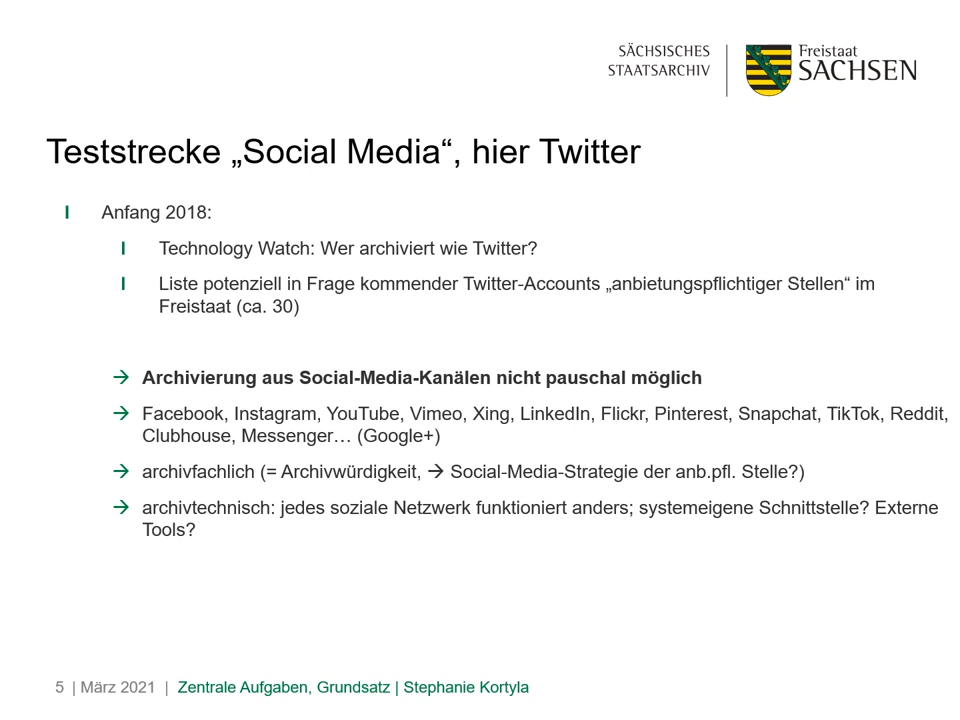 SÄCHSISCHES
STAATSARCHIV
Freistaat
SACHSEN
Teststrecke „Social Media“, hier Twitter
Anfang 2018:
Technology Watch: Wer archiviert wie Twitter?
Liste potenziell in Frage kommender Twitter-Accounts „anbietungspflichtiger Stellen“ im
Freistaat (ca. 30)
→ Archivierung aus Social-Media-Kanälen nicht pauschal möglich
→ Facebook, Instagram, YouTube, Vimeo, Xing, LinkedIn, Flickr, Pinterest, Snapchat, TikTok, Reddit,
Clubhouse, Messenger… (Google+)
→ archivfachlich (= Archivwürdigkeit, → Social-Media-Strategie der anb.pfl. Stelle?)
→ archivtechnisch: jedes soziale Netzwerk funktioniert anders; systemeigene Schnittstelle? Externe
Tools?
5 | März 2021 | Zentrale Aufgaben, Grundsatz | Stephanie Kortyla